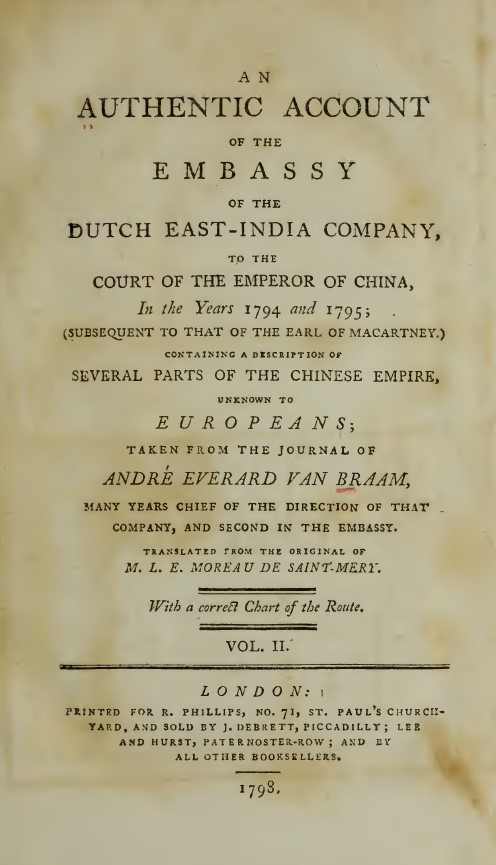 AN
AUTHENTIC ACCOUNT
OF THE
EMBASSY
OF THE
DUTCH EAST-INDIA COMPANY,
TO THE
COURT OF THE EMPEROR OF CHINA,
In the Years 1794 and 1795;
(SUBSEQUENT TO THAT OF THE EARL OF MACARTNEY.)
CONTAINING A DESCRIPTION OF
SEVERAL PARTS OF THE CHINESE EMPIRE,
UNKNOWN TO
EUROPEANS;
TAKEN FROM THE JOURNAL OF
ANDRÉ EVERARD VAN BRAAM,
MANY YEARS CHIEF OF THE DIRECTION OF THAT
COMPANY, AND SECOND IN THE EMBASSY.
TRANSLATED FROM THE ORIGINAL OF
M. L. E. MOREAU DE SAINT-MERY.
With a correct Chart of the Route.
VOL. II.
LONDON:
PRINTED FOR R. PHILLIPS, NO. 71, ST. PAUL'S CHURCH-
YARD, AND SOLD BY J. DEBRETT, PICCADILLY; LEE
AND HURST, PATERNOSTER-ROW; AND BY
ALL OTHER BOOKSELLERS.
1798.